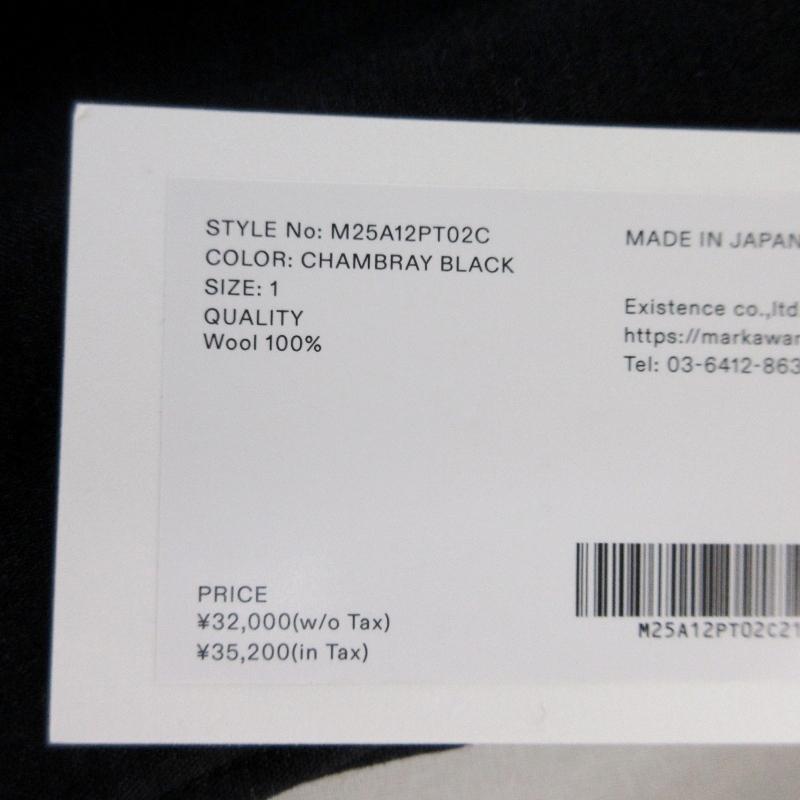 STYLE No: M25A12PT02C
COLOR: CHAMBRAY BLACK
SIZE: 1
QUALITY
Wool 100%
MADE IN JAPAN
Existence co.,ltd
https://markawar
Tel: 03-6412-863
PRICE
¥32,000(w/o Tax)
¥35,200(in Tax)
M25A12PT02C21